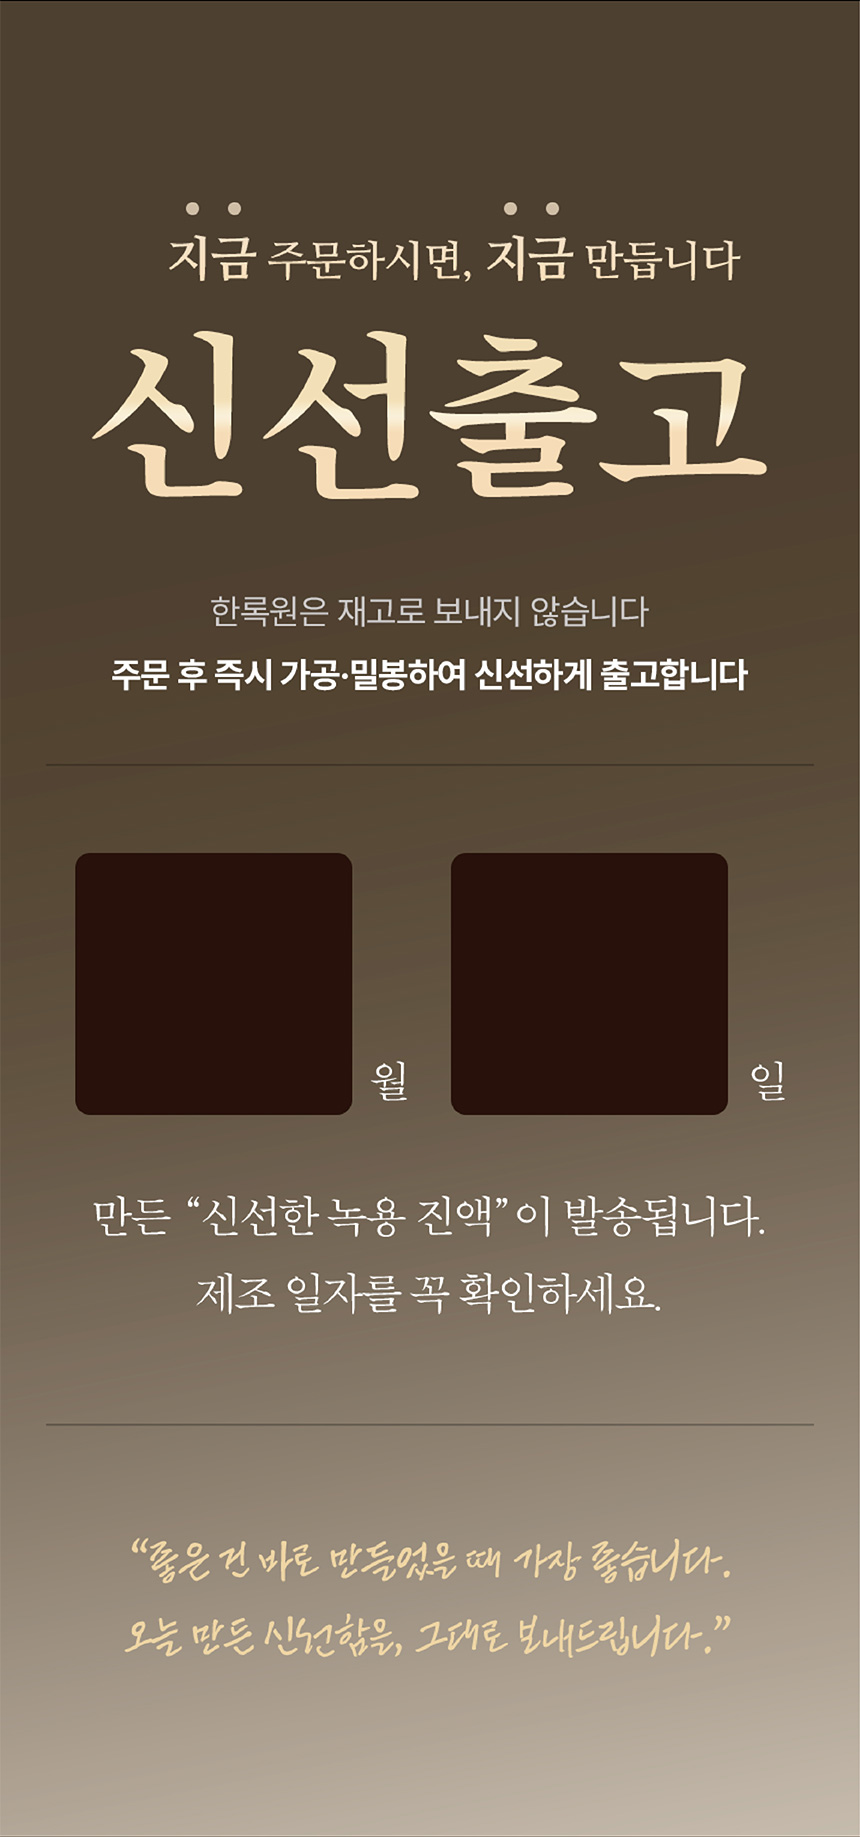 지금 주문하시면, 지금 만듭니다
신선출고
한록원은 재고로 보내지 않습니다
주문 후 즉시 가공·밀봉하여 신선하게 출고합니다
월 일
만든 “신선한 녹용 진액”이 발송됩니다.
제조 일자를 꼭 확인하세요.
“좋은 건 바로 만들었을 때 가장 좋습니다.
오늘 만든 신선함을, 그대로 보내드립니다.”